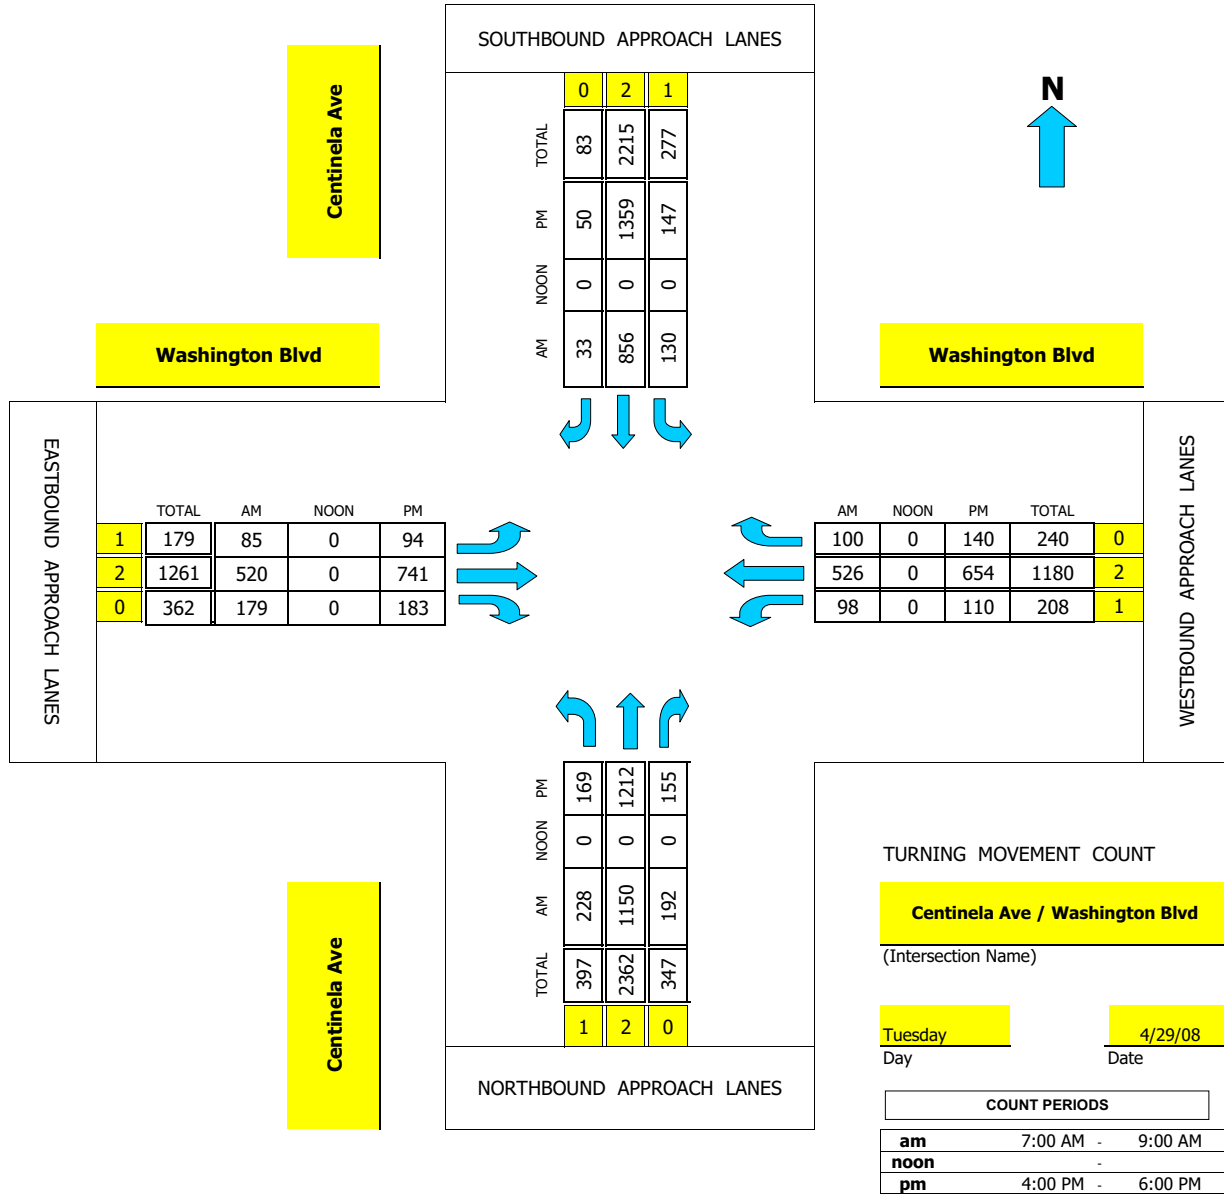 SOUTHBOUND APPROACH LANES
0 2 1
TOTAL 83 2215 277
PM 50 1359 147
NOON 0 0 0
AM 33 856 130
Centinela Ave
N
Washington Blvd
Washington Blvd
EASTBOUND APPROACH LANES
TOTAL AM NOON PM
1 179 85 0 94
2 1261 520 0 741
0 362 179 0 183
AM NOON PM TOTAL
100 0 140 240 0
526 0 654 1180 2
98 0 110 208 1
WESTBOUND APPROACH LANES
PM 169 1212 155
NOON 0 0 0
AM 228 1150 192
TOTAL 397 2362 347
1 2 0
NORTHBOUND APPROACH LANES
Centinela Ave
TURNING MOVEMENT COUNT
Centinela Ave / Washington Blvd
(Intersection Name)
Tuesday 4/29/08
Day Date
COUNT PERIODS
am 7:00 AM - 9:00 AM
noon -
pm 4:00 PM - 6:00 PM